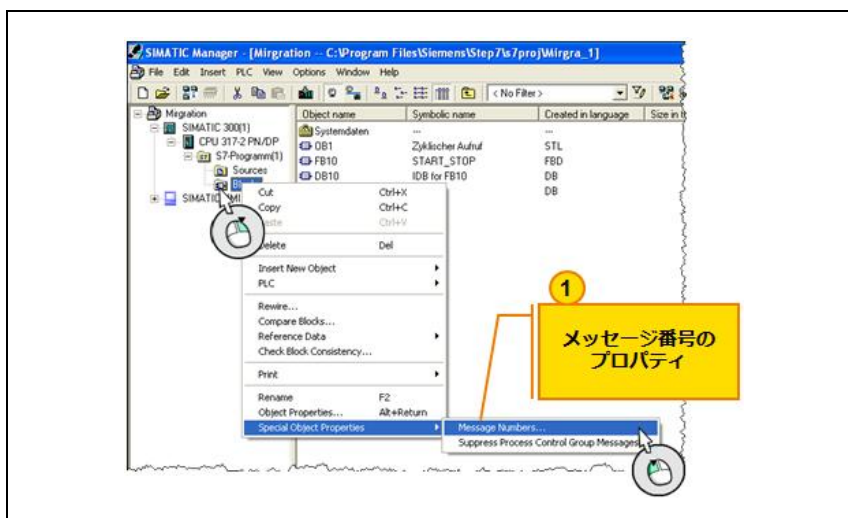 SIMATIC Manager - [Mirgration -- C:\Program Files\Siemens\Step7\s7proj\Mirgra_1]
File Edit Insert PLC View Options Window Help
< No Filter >
Migration
SIMATIC 300(1)
CPU 317-2 PN/DP
S7-Programm(1)
Sources
SIMATIC
Object name Symbolic name Created in language Size in
Systemdaten --- ---
OB1 Zyklischer Aufruf STL
FB10 START_STOP FBD
DB10 IDB for FB10 DB
DB
Cut Ctrl+X
Copy Ctrl+C
Paste Ctrl+V
Delete Del
Insert New Object
PLC
Rewire...
Compare Blocks...
Reference Data
Check Block Consistency...
Print
Rename F2
Object Properties... Alt+Return
Special Object Properties
Message Numbers...
Suppress Process Control Group Messages
1
メッセージ番号の
プロパティ